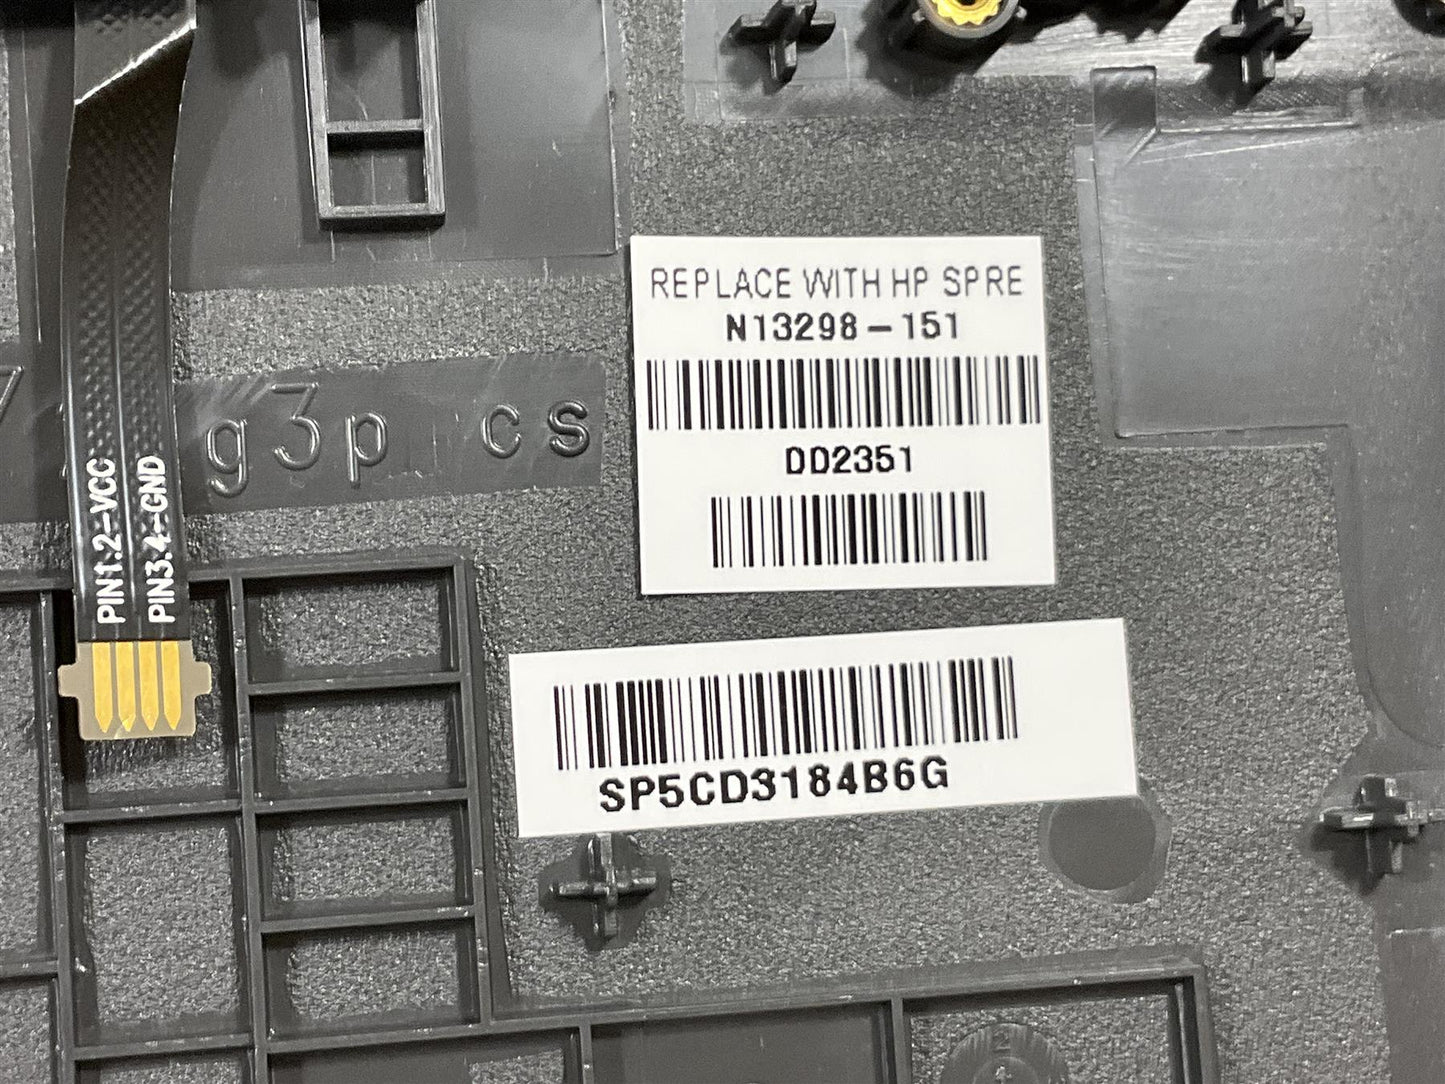 REPLACE WITH HP SPRE
N13298-151
DD2351
g3p cs
PIN1.2-VCC
PIN3.4-GND
SP5CD3184B6G